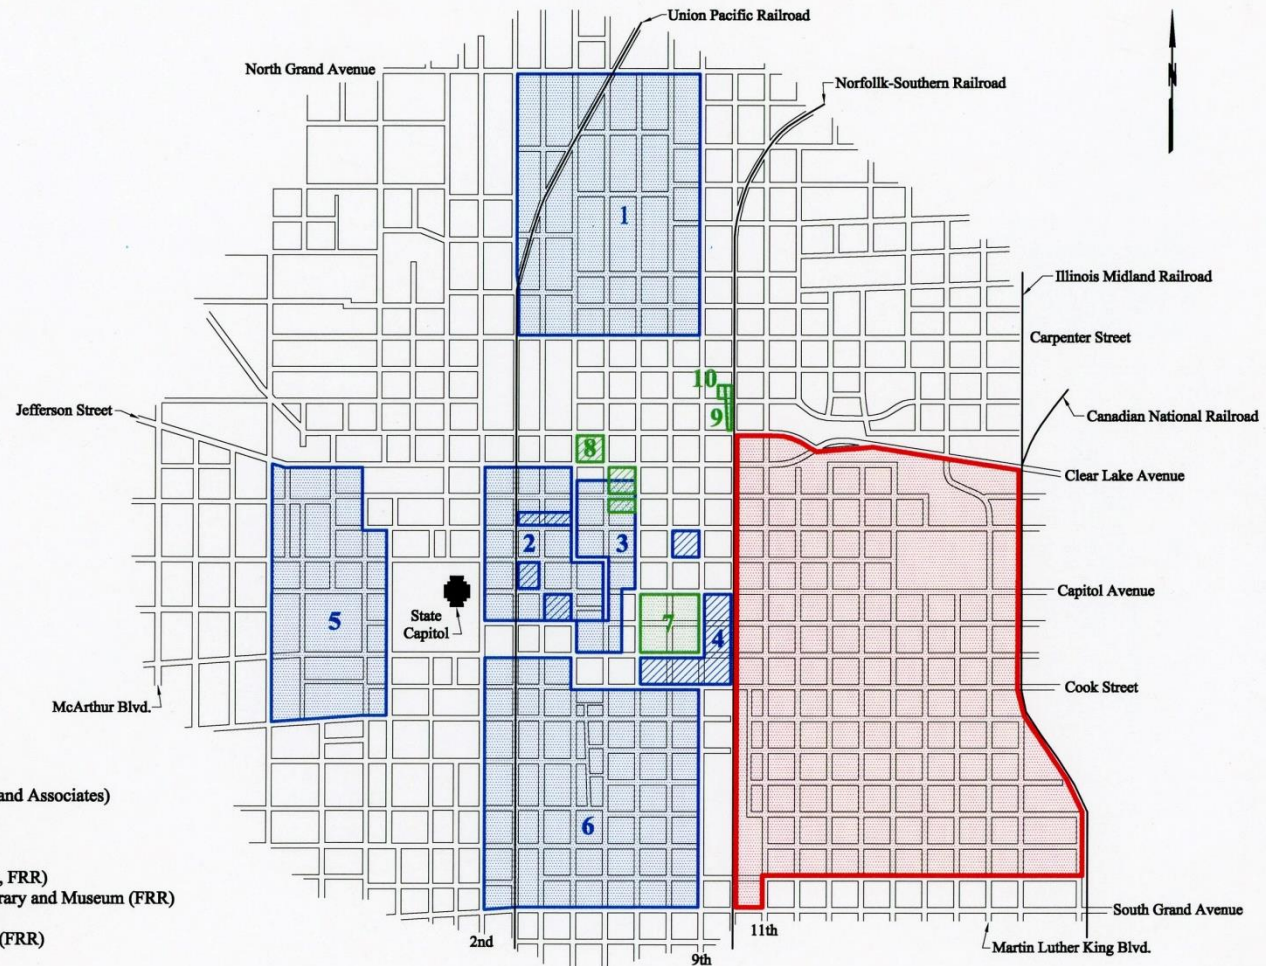 Union Pacific Railroad
North Grand Avenue
Norfollk-Southern Railroad
N
1
Illinois Midland Railroad
Carpenter Street
10
Jefferson Street
9
Canadian National Railroad
8
Clear Lake Avenue
2
3
Capitol Avenue
5
State
Capitol
7
4
Cook Street
McArthur Blvd.
and Associates)
6
, FRR)
rary and Museum (FRR)
South Grand Avenue
(FRR)
2nd
11th
Martin Luther King Blvd.
9th